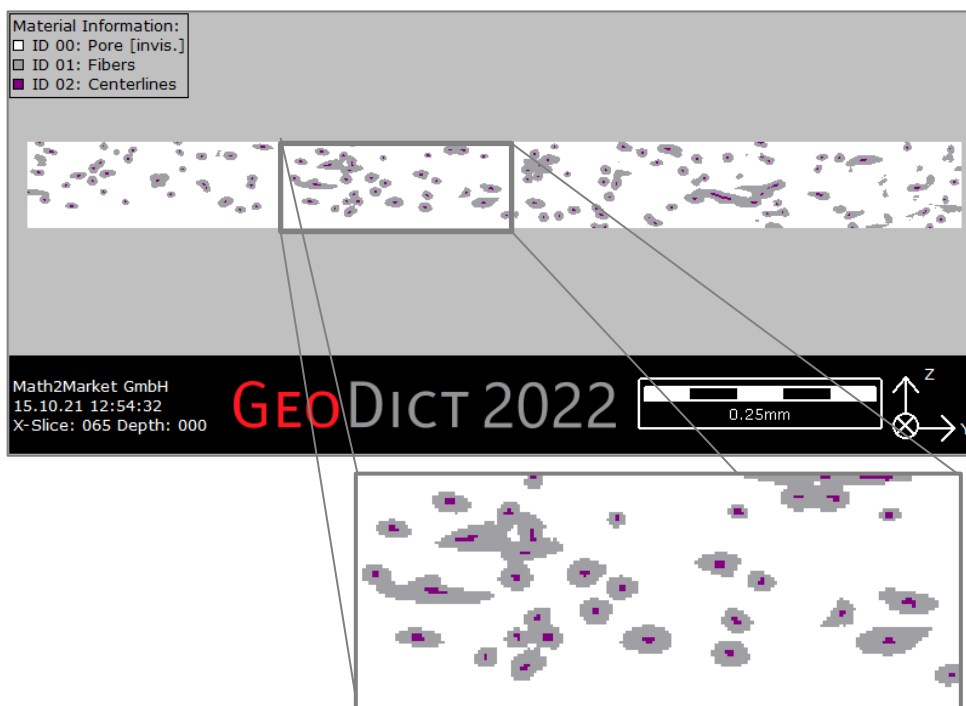 Material Information:
ID 00: Pore [invis.]
ID 01: Fibers
ID 02: Centerlines
Math2Market GmbH
15.10.21 12:54:32
X-Slice: 065 Depth: 000
GEODICT 2022
0.25mm
Z
Y